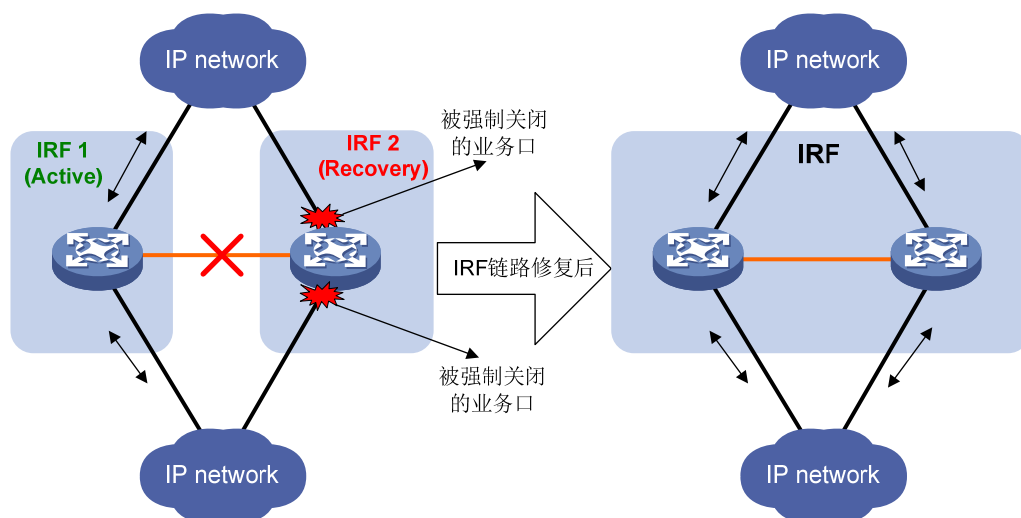 IP network
被强制关闭
的业务口
IRF 1
(Active)
IRF 2
(Recovery)
IRF链路修复后
被强制关闭
的业务口
IP network
IP network
IRF
IP network